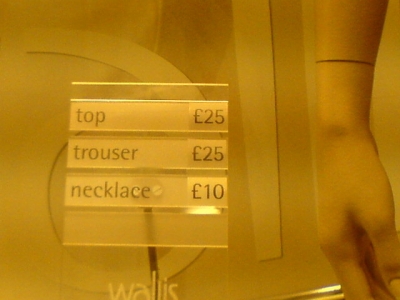 top £25
trouser £25
necklace £10
wallis